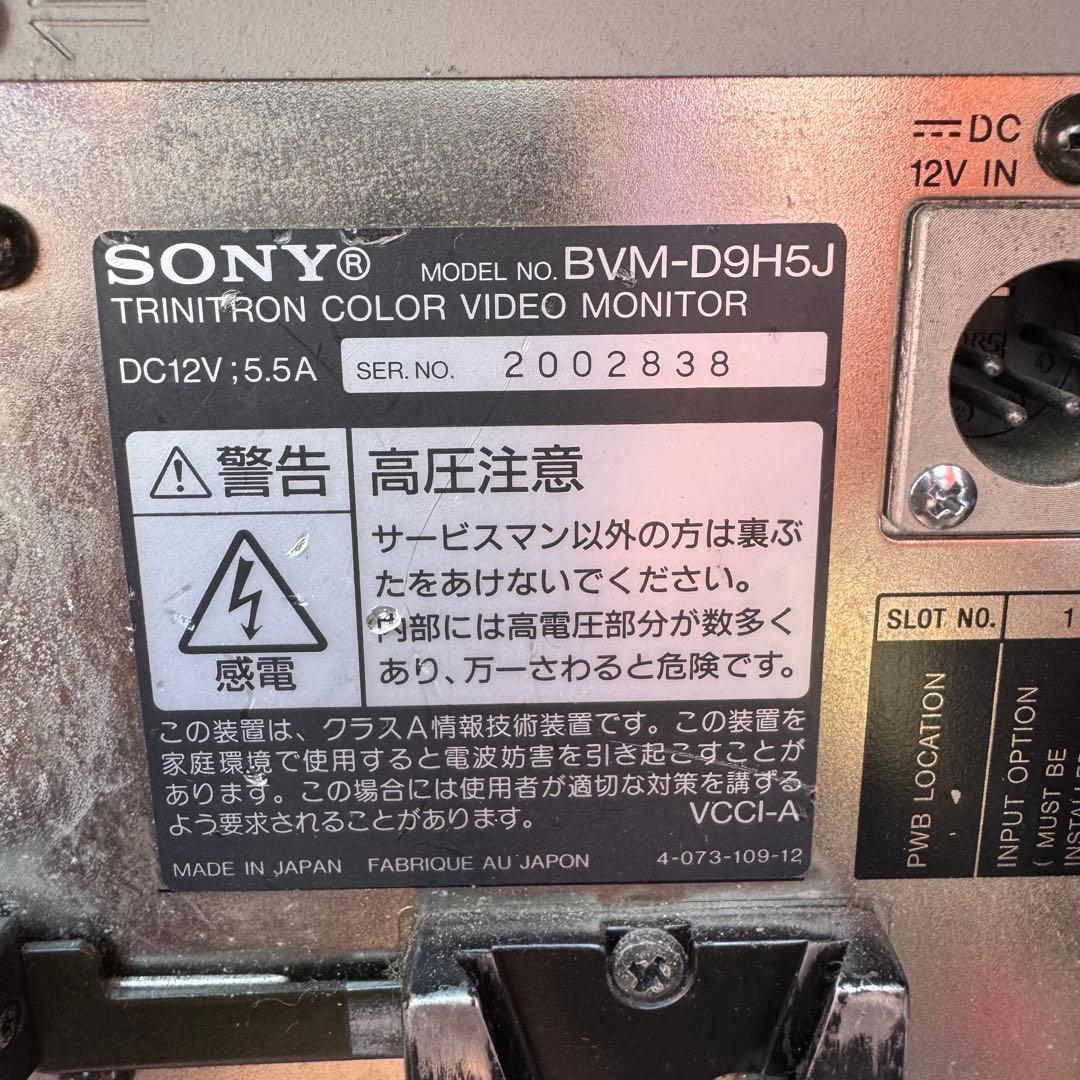 DC
12V IN
SONY® MODEL NO. BVM-D9H5J
TRINITRON COLOR VIDEO MONITOR
DC12V ; 5.5A SER. NO. 2002838
警告
高圧注意
サービスマン以外の方は裏ぶ
たをあけないでください。
内部には高電圧部分が数多く
あり、万一さわると危険です。
感電
この装置は、クラスA情報技術装置です。この装置を
家庭環境で使用すると電波妨害を引き起こすことが
あります。この場合には使用者が適切な対策を講ずる
よう要求されることがあります。 VCCI-A
MADE IN JAPAN FABRIQUE AU JAPON 4-073-109-12
SLOT NO. 1
PWB LOCATION
INPUT OPTION
( MUST BE